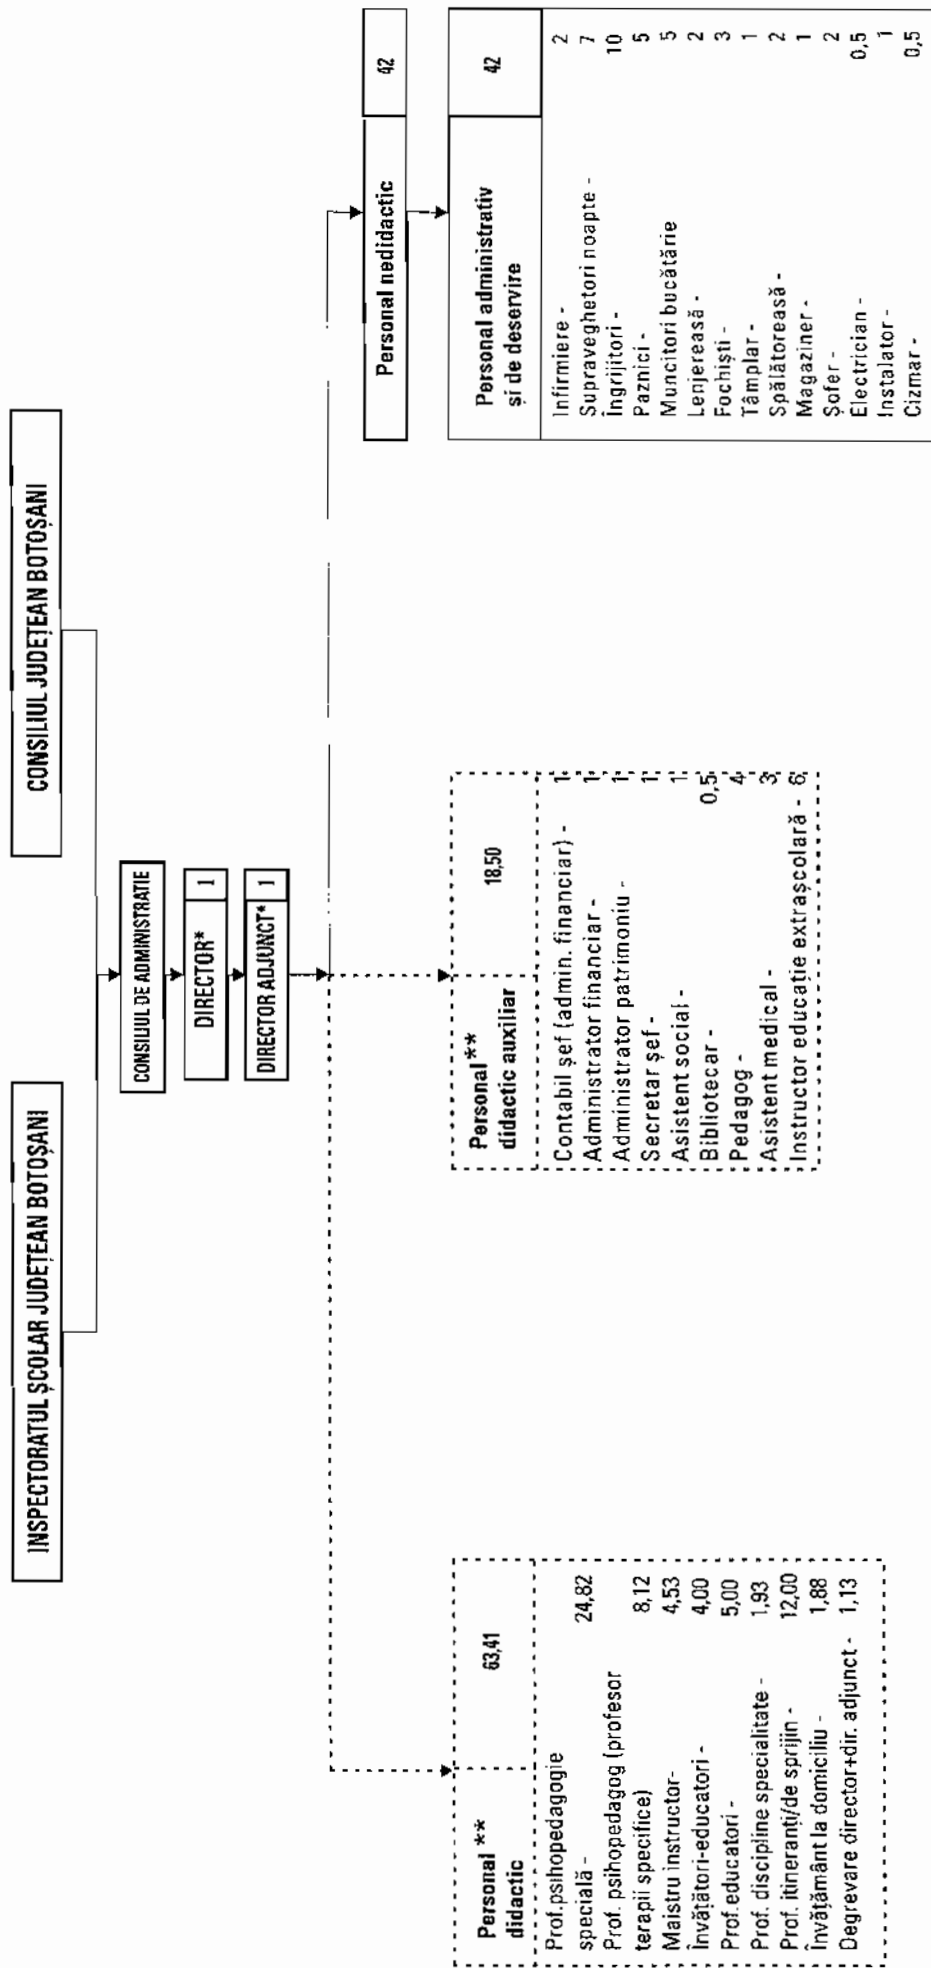 INSPECTORATUL ȘCOLAR JUDEȚEAN BOTOȘANI
CONSILIUL JUDEȚEAN BOTOȘANI
CONSILIUL DE ADMINISTRATIE
DIRECTOR* 1
DIRECTOR ADJUNCT* 1
Personal **
didactic
63,41
Prof.psihopedagogie
specială - 24,82
Prof. psihopedagog (profesor
terapii specifice) 8,12
Maistru instructor- 4,53
Învățători-educatori - 4,00
Prof.educatori - 5,00
Prof. discipline specialitate - 1,93
Prof. itineranți/de sprijin - 12,00
Învățământ la domiciliu - 1,88
Degrevare director+dir. adjunct - 1,13
Personal **
didactic auxiliar
18,50
Contabil șef (admin. financiar) - 1
Administrator financiar - 1
Administrator patrimoniu - 1
Secretar șef - 1
Asistent social - 1
Bibliotecar - 0,5
Pedagog - 4
Asistent medical - 3
Instructor educație extrașcolară - 6
Personal nedidactic 42
Personal administrativ
și de deservire
42
Infirmiere - 2
Supraveghetori noapte - 7
Îngrijitori - 10
Paznici - 5
Muncitori bucătărie 5
Lenjereasă - 2
Fochiști - 3
Tâmplar - 1
Spălătoreasă - 2
Magaziner - 1
Șofer - 2
Electrician - 0,5
Instalator - 1
Cizmar - 0,5